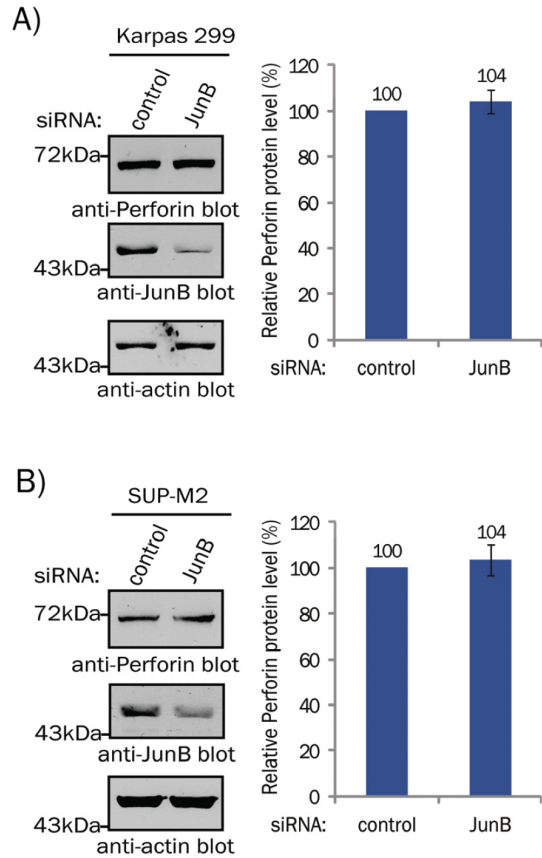 A)
Karpas 299
siRNA: control JunB
72kDa
anti-Perforin blot
43kDa
anti-JunB blot
43kDa
anti-actin blot
Relative Perforin protein level (%)
120
100
80
60
40
20
0
100
104
siRNA: control JunB
B)
SUP-M2
siRNA: control JunB
72kDa
anti-Perforin blot
43kDa
anti-JunB blot
43kDa
anti-actin blot
Relative Perforin protein level (%)
120
100
80
60
40
20
0
100
104
siRNA: control JunB